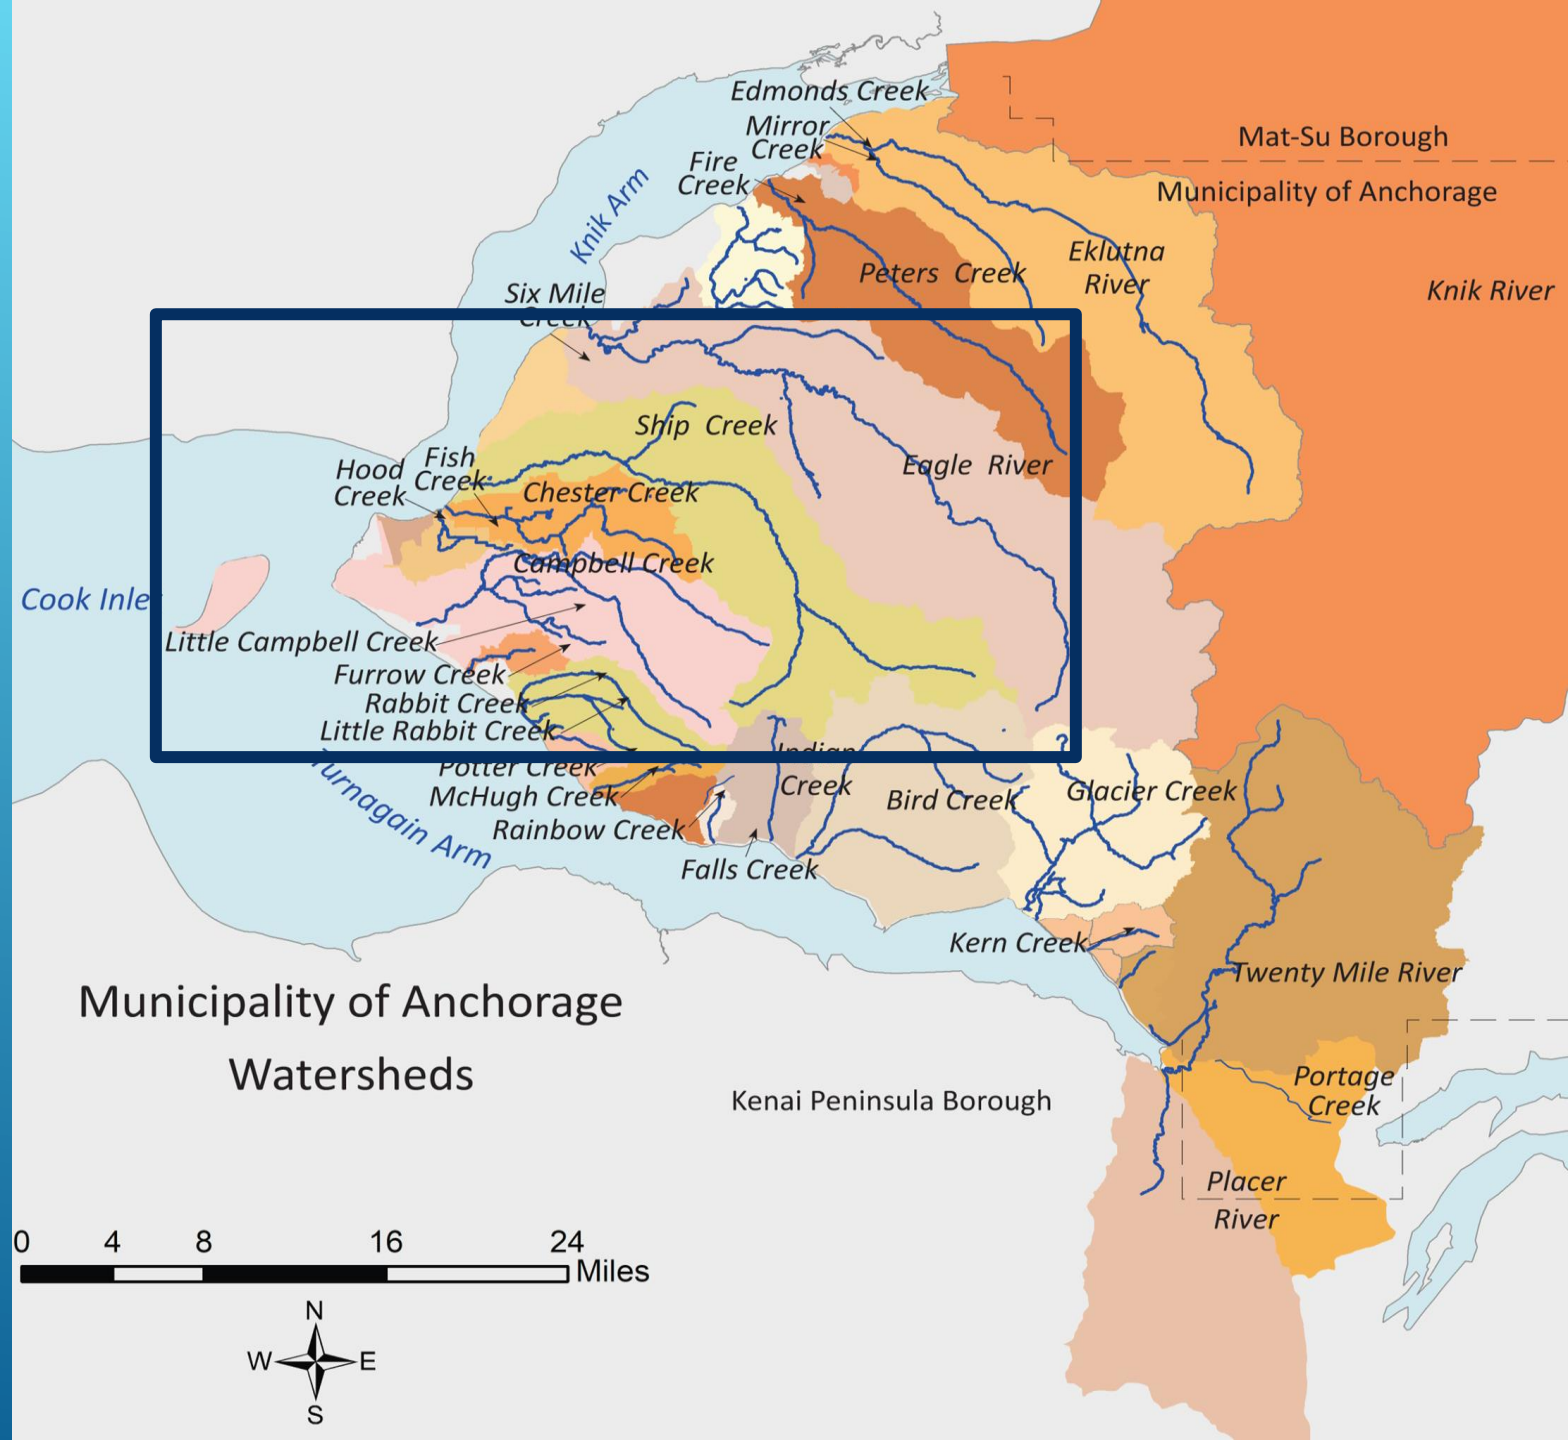 Edmonds Creek
Mirror
Creek
Fire
Creek
Mat-Su Borough
Municipality of Anchorage
Knik Arm
Peters Creek
Eklutna
River
Knik River
Six Mile
Creek
Ship Creek
Eagle River
Hood
Creek
Fish
Creek
Chester Creek
Campbell Creek
Cook Inle
Little Campbell Creek
Furrow Creek
Rabbit Creek
Little Rabbit Creek
Potter Creek
McHugh Creek
Rainbow Creek
Turnagain Arm
Indian
Creek
Bird Creek
Glacier Creek
Falls Creek
Kern Creek
Twenty Mile River
Municipality of Anchorage
Watersheds
Kenai Peninsula Borough
Portage
Creek
Placer
River
0 4 8 16 24
Miles
N
W E
S